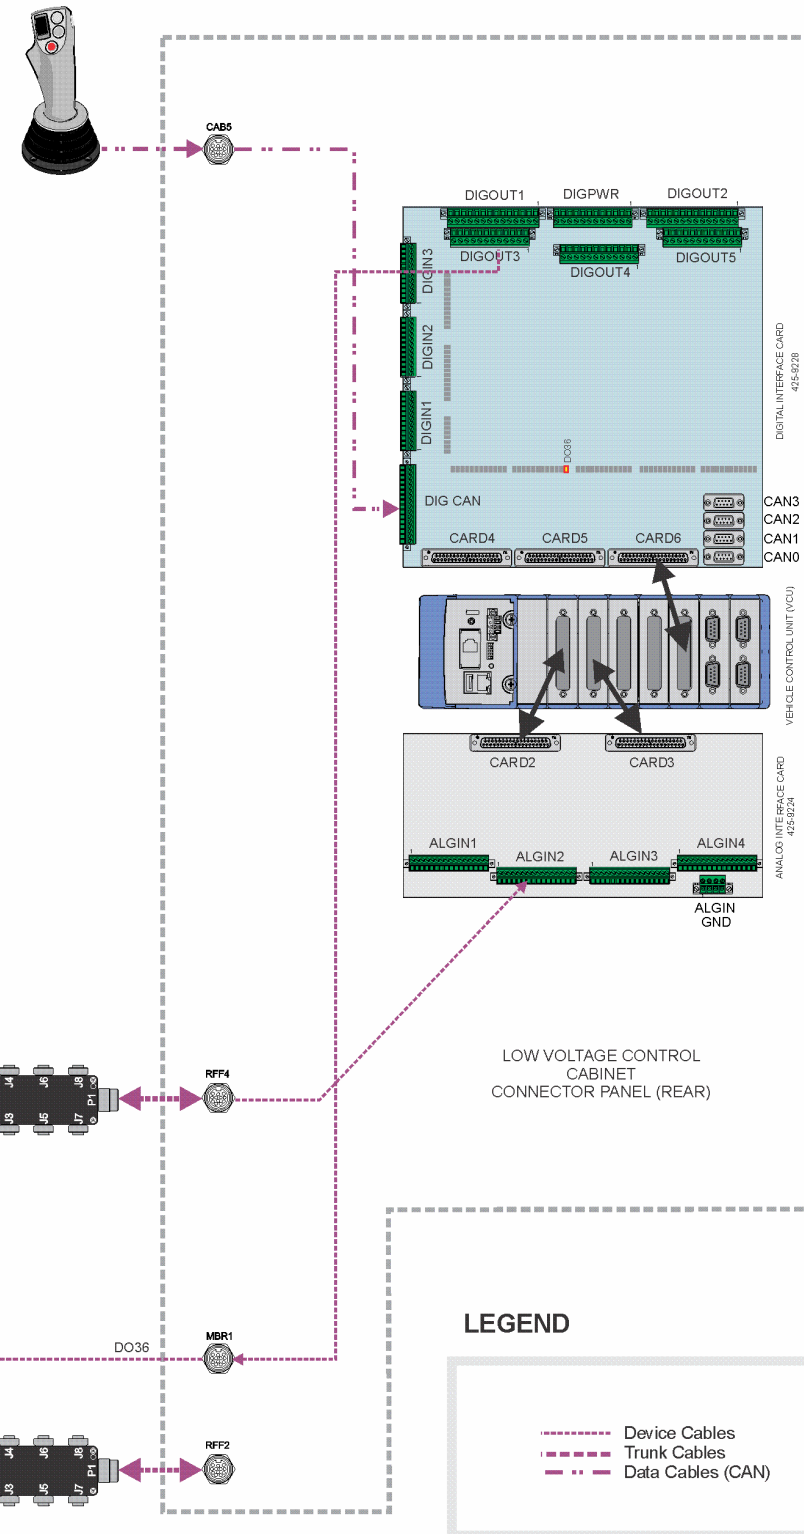 CAB5
DIGOUT1
DIGPWR
DIGOUT2
DIGOUT3
DIGOUT4
DIGOUT5
DIGIN3
DIGIN2
DIGIN1
DO36
DIG CAN
CARD4
CARD5
CARD6
CAN3
CAN2
CAN1
CAN0
DIGITAL INTERFACE CARD
425-9228
VEHICLE CONTROL UNIT (VCU)
CARD2
CARD3
ANALOG INTERFACE CARD
425-9224
ALGIN1
ALGIN2
ALGIN3
ALGIN4
ALGIN
GND
LOW VOLTAGE CONTROL
CABINET
CONNECTOR PANEL (REAR)
J4
J6
J8
P1
J3
J5
J7
RFF4
DO36
MBR1
J4
J6
J8
P1
J3
J5
J7
RFF2
LEGEND
Device Cables
Trunk Cables
Data Cables (CAN)